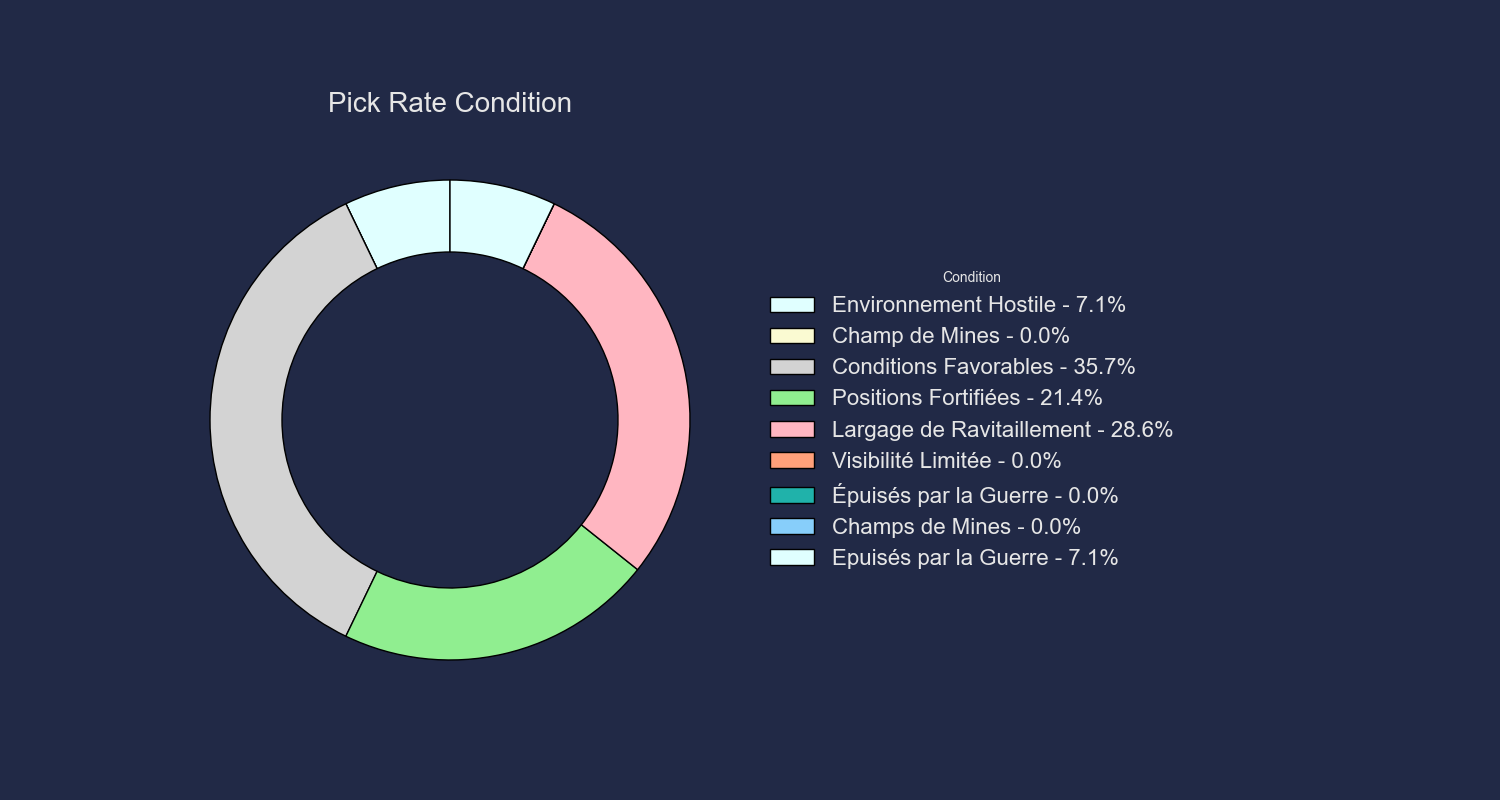 Pick Rate Condition
Condition
Environnement Hostile - 7.1%
Champ de Mines - 0.0%
Conditions Favorables - 35.7%
Positions Fortifiées - 21.4%
Largage de Ravitaillement - 28.6%
Visibilité Limitée - 0.0%
Épuisés par la Guerre - 0.0%
Champs de Mines - 0.0%
Epuisés par la Guerre - 7.1%